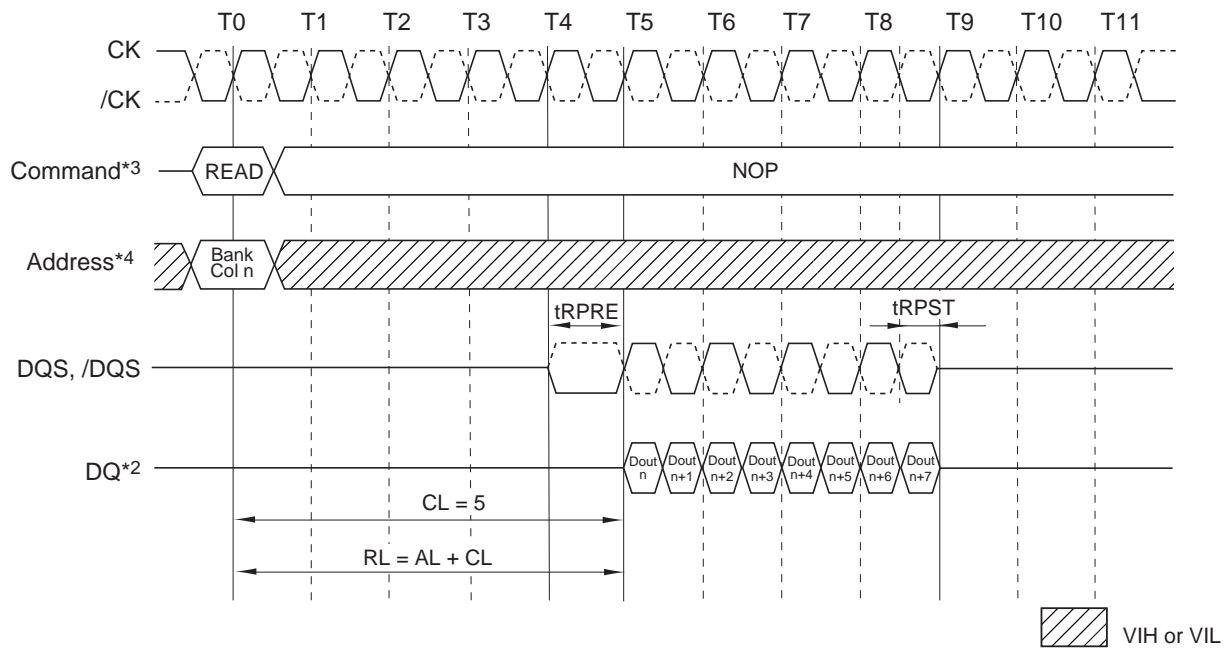 T0 T1 T2 T3 T4 T5 T6 T7 T8 T9 T10 T11
CK
/CK
Command*3 READ NOP
Address*4 Bank Col n
tRPRE tRPST
DQS, /DQS
DQ*2 Dout n Dout n+1 Dout n+2 Dout n+3 Dout n+4 Dout n+5 Dout n+6 Dout n+7
CL = 5
RL = AL + CL
VIH or VIL